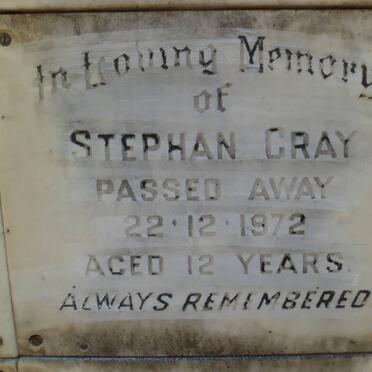 In Loving Memory
of
STEPHAN GRAY
PASSED AWAY
22·12·1972
AGED 12 YEARS.
ALWAYS REMEMBERED